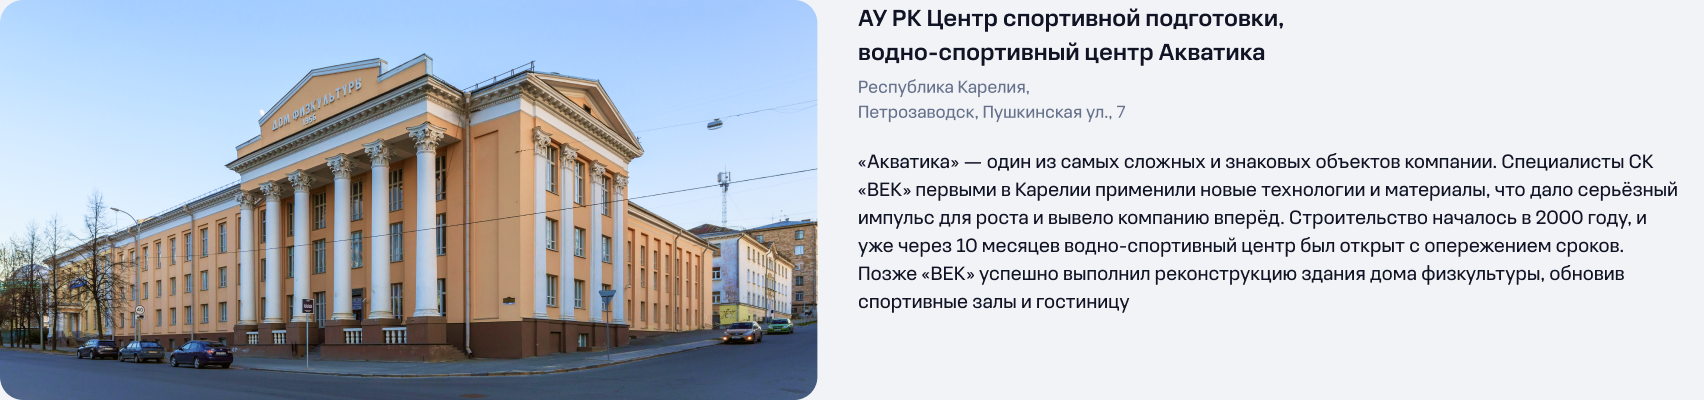 ДОМ ФИЗКУЛЬТУРЫ
1956
АУ РК Центр спортивной подготовки,
водно-спортивный центр Акватика
Республика Карелия,
Петрозаводск, Пушкинская ул., 7
«Акватика» — один из самых сложных и знаковых объектов компании. Специалисты СК
«ВЕК» первыми в Карелии применили новые технологии и материалы, что дало серьёзный
импульс для роста и вывело компанию вперёд. Строительство началось в 2000 году, и
уже через 10 месяцев водно-спортивный центр был открыт с опережением сроков.
Позже «ВЕК» успешно выполнил реконструкцию здания дома физкультуры, обновив
спортивные залы и гостиницу